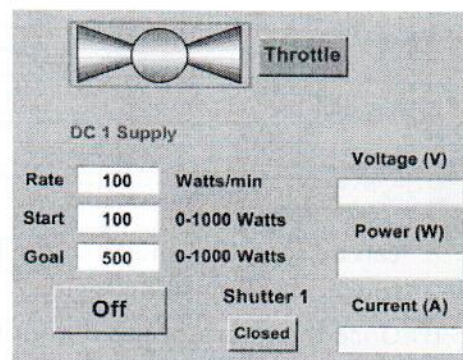 Throttle
DC 1 Supply
Voltage (V)
Rate 100 Watts/min
Start 100 0-1000 Watts
Power (W)
Goal 500 0-1000 Watts
Off
Shutter 1
Closed
Current (A)